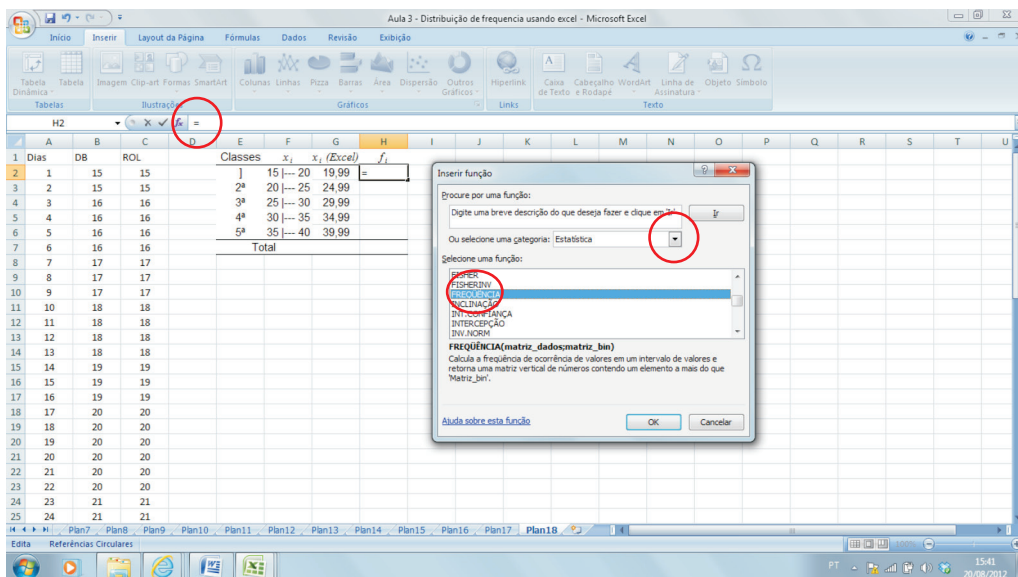 Aula 3 - Distribuição de frequencia usando excel - Microsoft Excel
Início Inserir Layout da Página Fórmulas Dados Revisão Exibição
Tabela Dinâmica Tabela Imagem Clip-art Formas SmartArt Colunas Linhas Pizza Barras Área Dispersão Outros Gráficos Hiperlink Caixa de Texto Cabeçalho e Rodapé WordArt Linha de Assinatura Objeto Símbolo
Tabelas Ilustrações Gráficos Links Texto
H2 fx =
A B C D E F G H I J K L M N O P Q R S T U
1 Dias DB ROL Classes xi xi (Excel) fi
2 1 15 15 ] 15 |--- 20 19,99 =
3 2 15 15 2ª 20 |--- 25 24,99
4 3 16 16 3ª 25 |--- 30 29,99
5 4 16 16 4ª 30 |--- 35 34,99
6 5 16 16 5ª 35 |--- 40 39,99
7 6 16 16 Total
8 7 17 17
9 8 17 17
10 9 17 17
11 10 18 18
12 11 18 18
13 12 18 18
14 13 18 18
15 14 19 19
16 15 19 19
17 16 19 19
18 17 20 20
19 18 20 20
20 19 20 20
21 20 20 20
22 21 20 20
23 22 20 20
24 23 21 21
25 24 21 21
Inserir função
Procure por uma função:
Digite uma breve descrição do que deseja fazer e clique em
Ir
Ou selecione uma categoria: Estatística
Selecione uma função:
FISHER
FISHERINV
FREQÜÊNCIA
INCLINAÇÃO
INT.CONFIANÇA
INTERCEPÇÃO
INV.NORM
FREQÜÊNCIA(matriz_dados;matriz_bin)
Calcula a freqüência de ocorrência de valores em um intervalo de valores e
retorna uma matriz vertical de números contendo um elemento a mais do que
'Matriz_bin'.
Ajuda sobre esta função
OK Cancelar
Plan7 Plan8 Plan9 Plan10 Plan11 Plan12 Plan13 Plan14 Plan15 Plan16 Plan17 Plan18
Edita Referências Circulares 100%
PT 15:41
20/08/2012